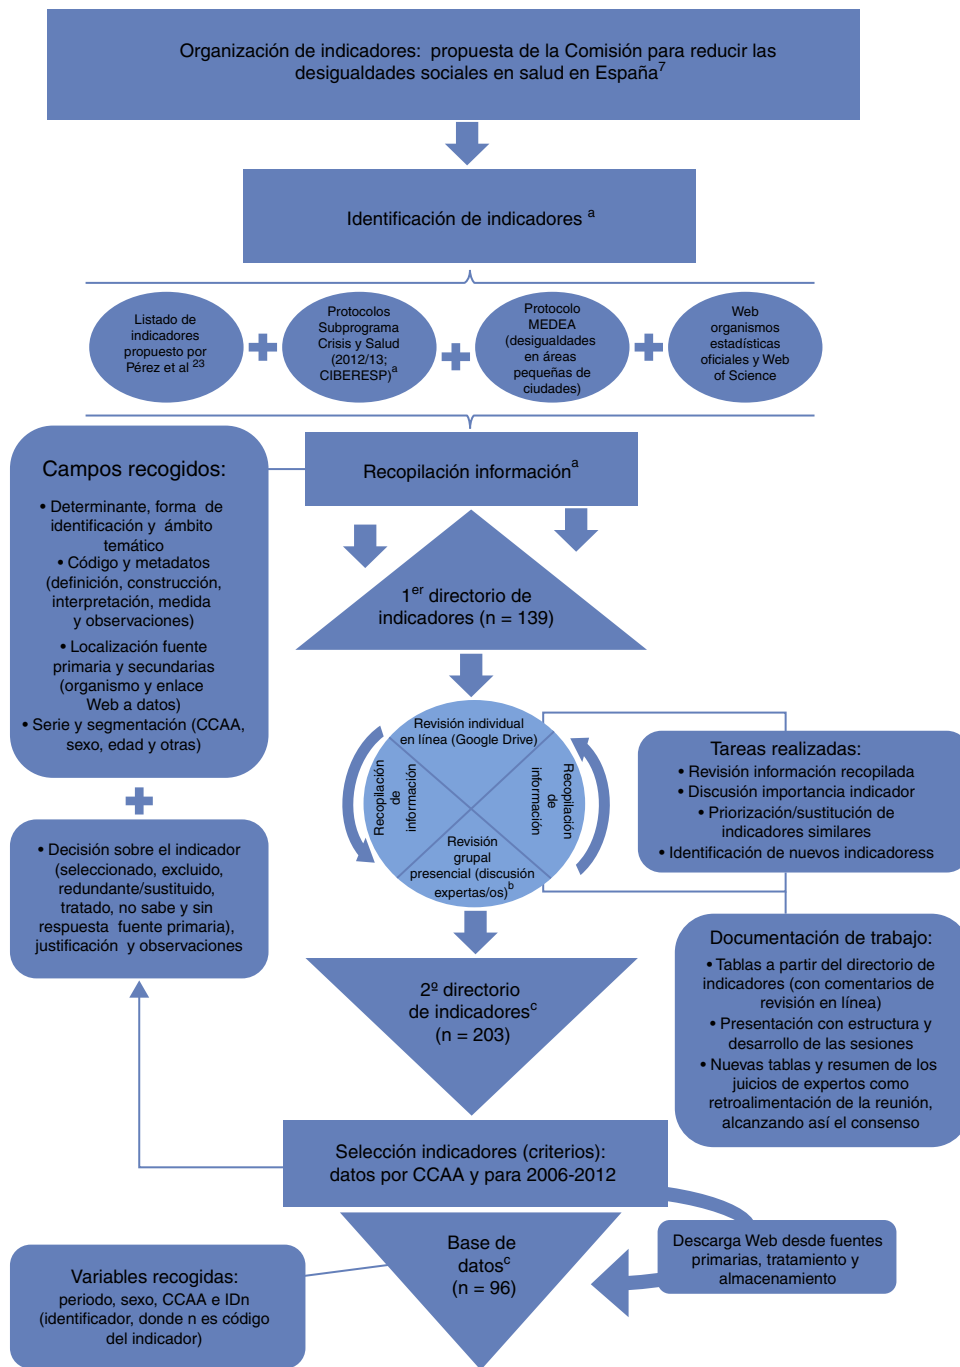 Organización de indicadores: propuesta de la Comisión para reducir las
desigualdades sociales en salud en España7
Identificación de indicadores a
Listado de
indicadores
propuesto por
Pérez et al 23
Protocolos
Subprograma
Crisis y Salud
(2012/13;
CIBERESP)a
Protocolo
MEDEA
(desigualdades
en áreas
pequeñas de
ciudades)
Web
organismos
estadísticas
oficiales y Web
of Science
Recopilación informacióna
Campos recogidos:
• Determinante, forma de
identificación y ámbito
temático
• Código y metadatos
(definición, construcción,
interpretación, medida
y observaciones)
• Localización fuente
primaria y secundarias
(organismo y enlace
Web a datos)
• Serie y segmentación (CCAA,
sexo, edad y otras)
1er directorio de
indicadores (n = 139)
Revisión individual
en línea (Google Drive)
Recopilación
de
información
Recopilación
de
información
Revisión
grupal
presencial (discusión
expertas/os)b
Tareas realizadas:
• Revisión información recopilada
• Discusión importancia indicador
• Priorización/sustitución de
indicadores similares
• Identificación de nuevos indicadoress
• Decisión sobre el indicador
(seleccionado, excluido,
redundante/sustituido,
tratado, no sabe y sin
respuesta fuente primaria),
justificación y observaciones
Documentación de trabajo:
• Tablas a partir del directorio de
indicadores (con comentarios de
revisión en línea)
• Presentación con estructura y
desarrollo de las sesiones
• Nuevas tablas y resumen de los
juicios de expertos como
retroalimentación de la reunión,
alcanzando así el consenso
2º directorio
de indicadoresc
(n = 203)
Selección indicadores (criterios):
datos por CCAA y para 2006-2012
Base de
datosc
(n = 96)
Descarga Web desde fuentes
primarias, tratamiento y
almacenamiento
Variables recogidas:
periodo, sexo, CCAA e IDn
(identificador, donde n es código
del indicador)